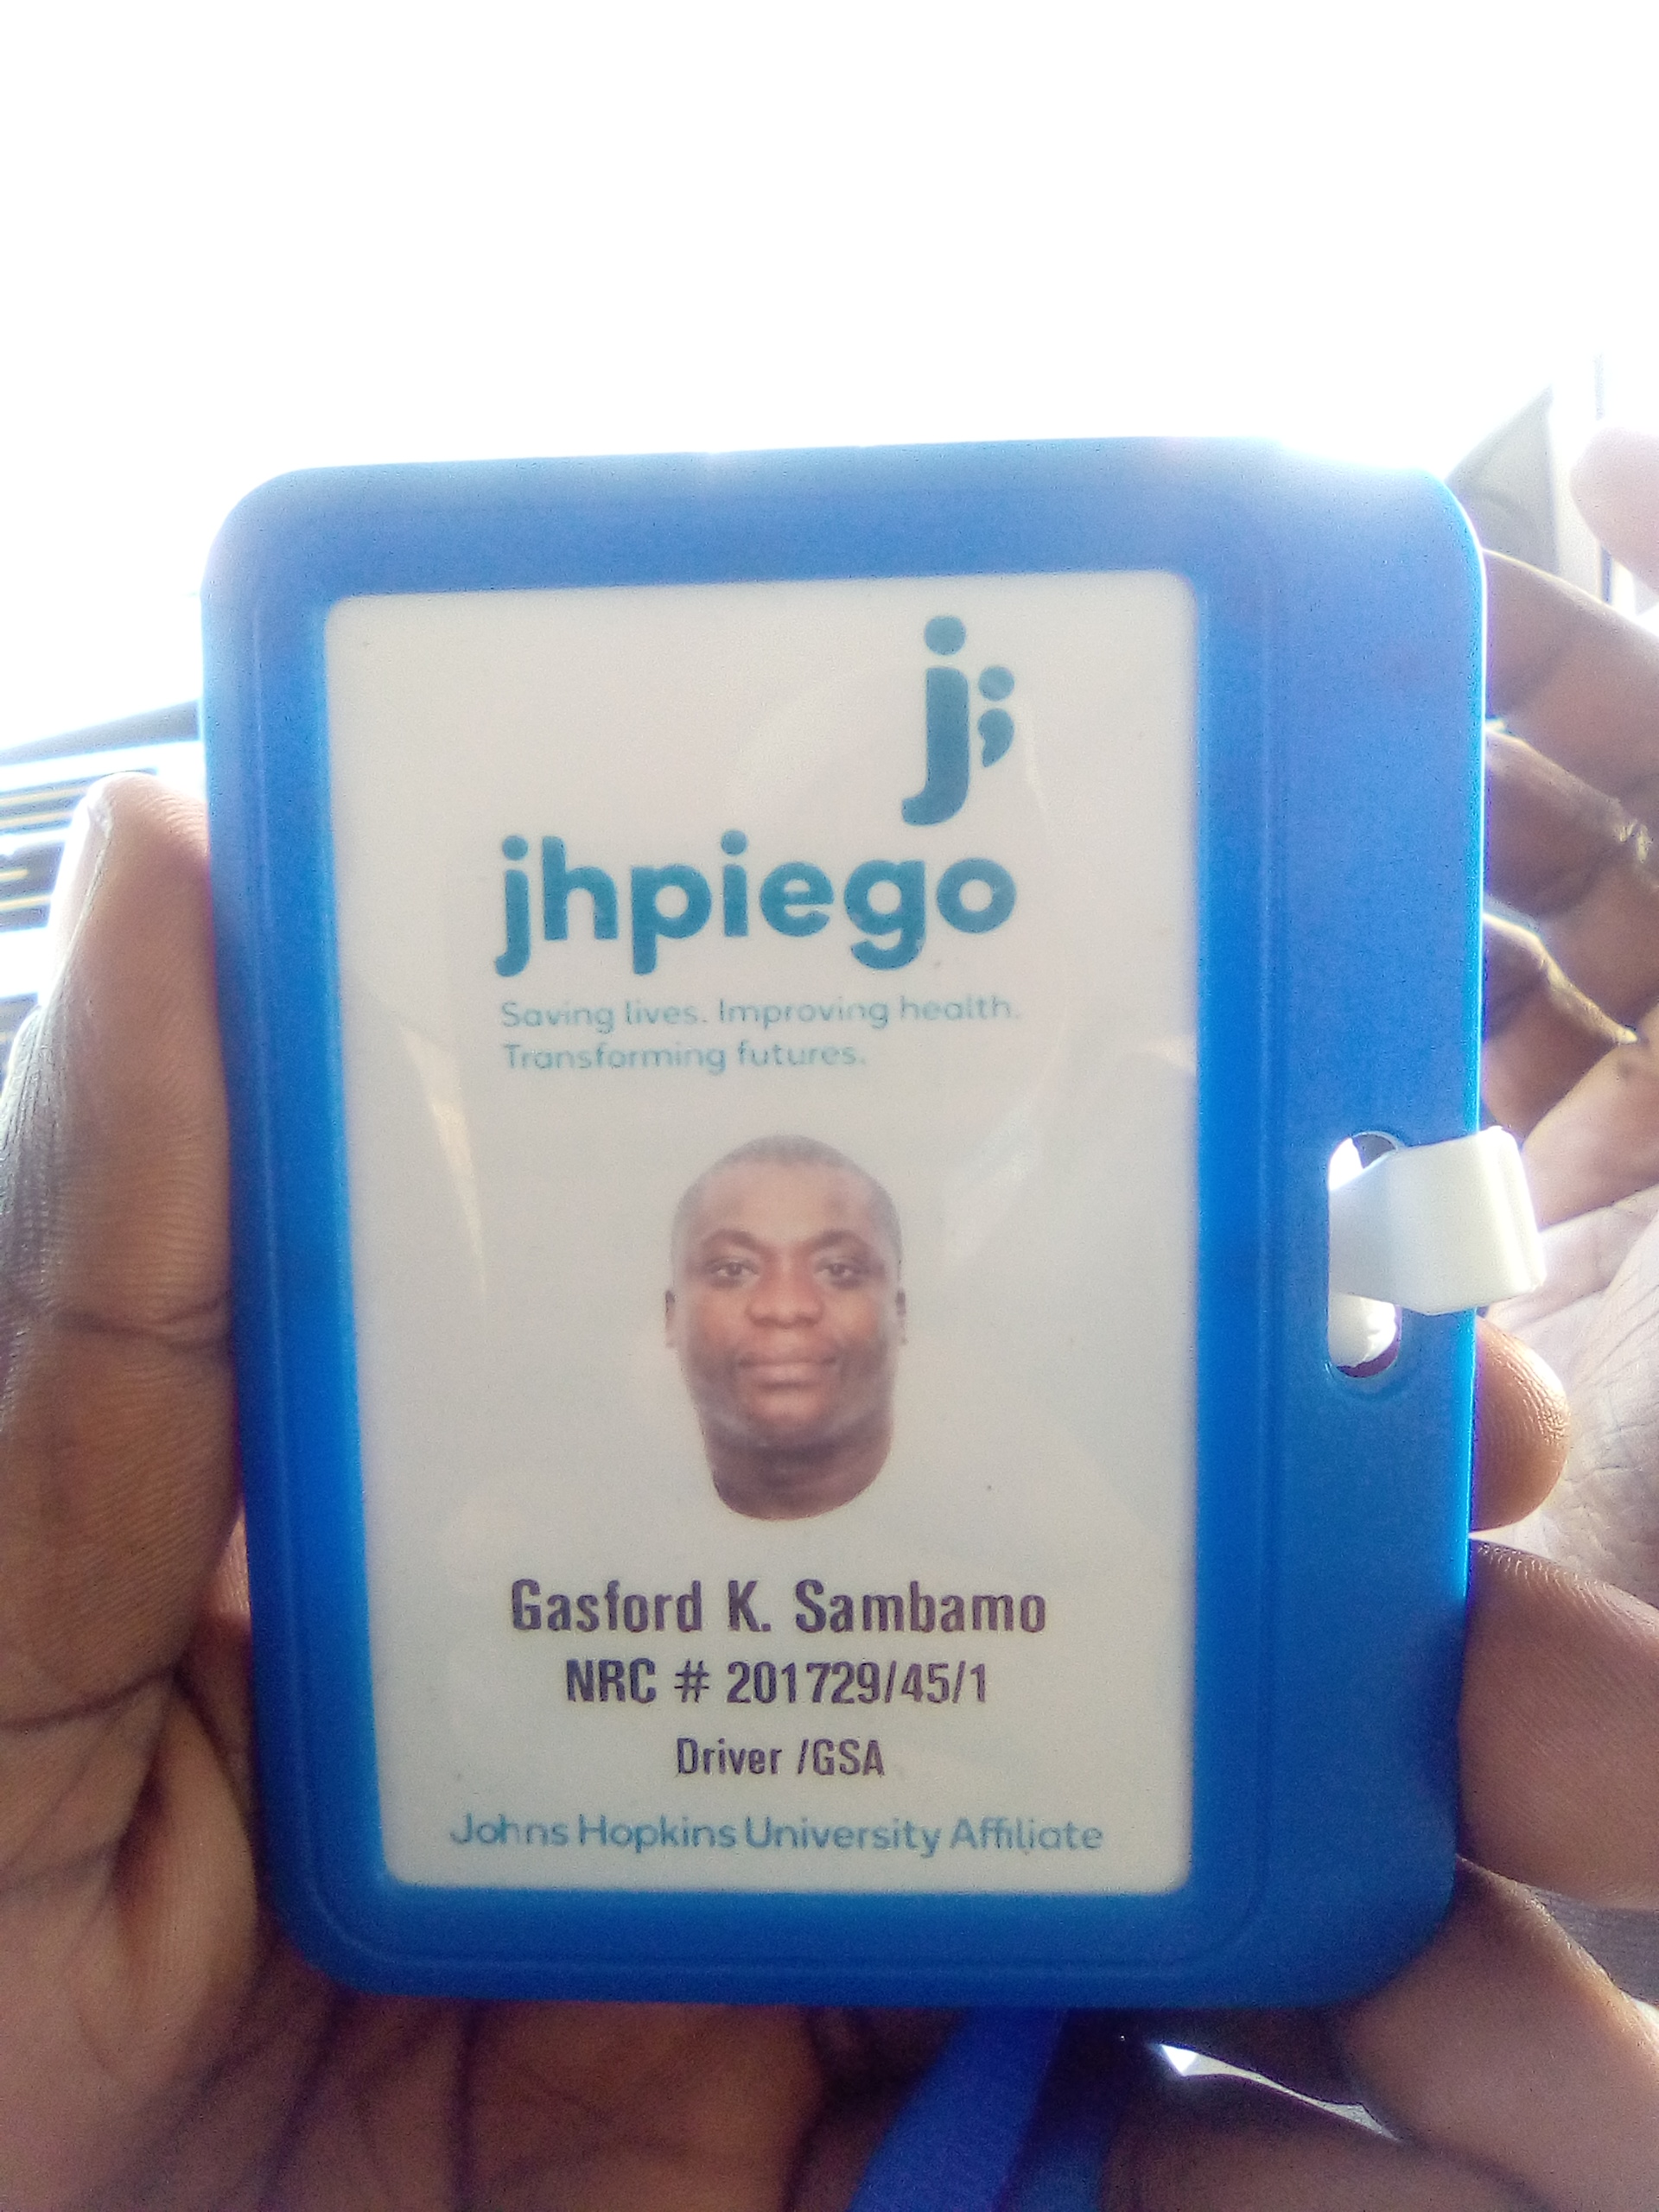 jhpiego
Saving lives. Improving health.
Transforming futures.
Gasford K. Sambamo
NRC # 201729/45/1
Driver /GSA
Johns Hopkins University Affiliate